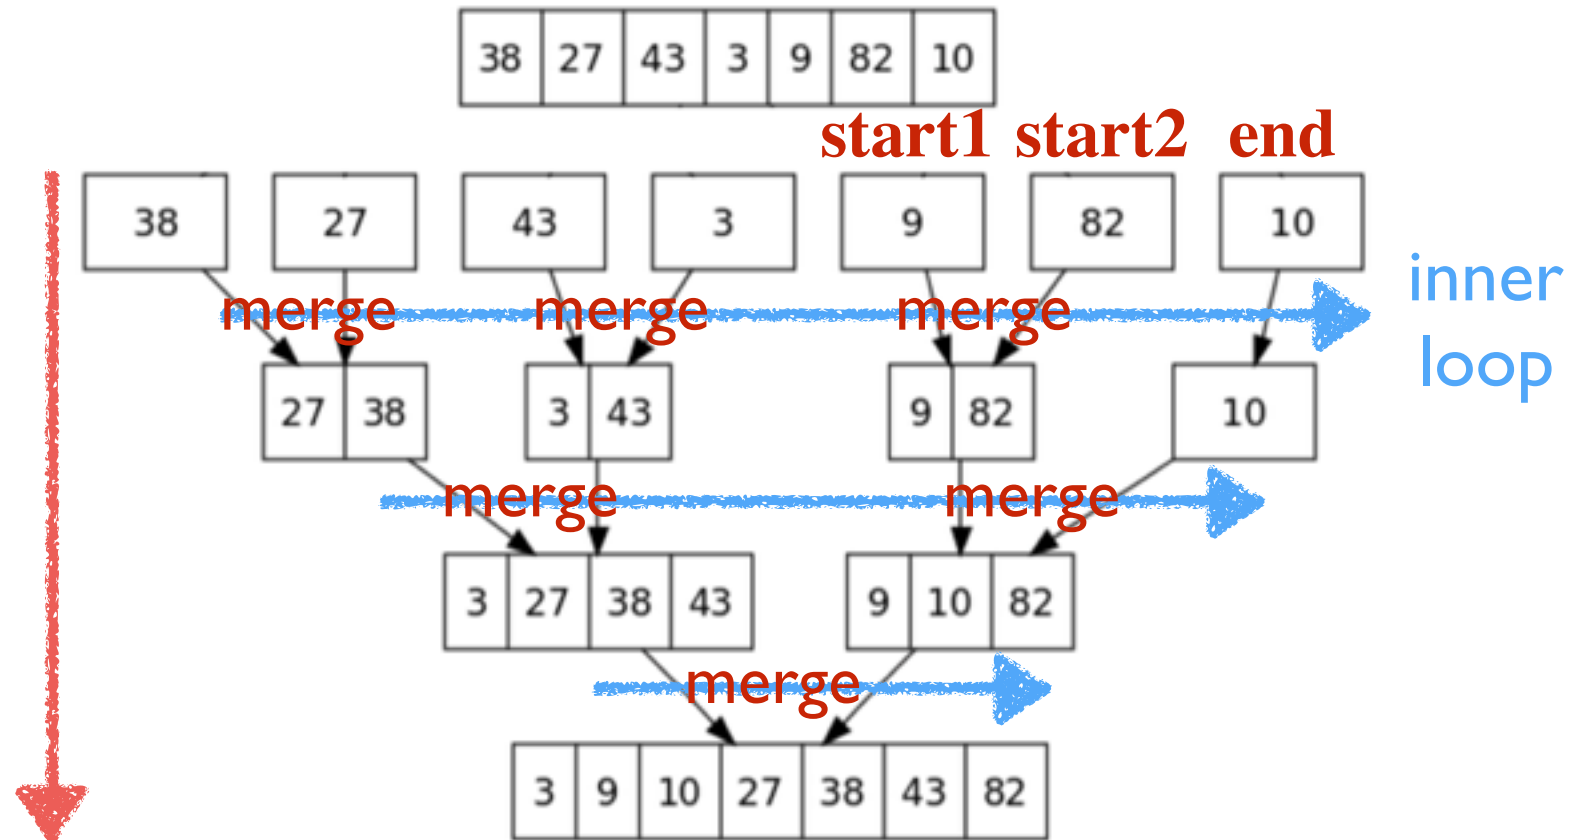 38 27 43 3 9 82 10
start1 start2 end
38 27 43 3 9 82 10
inner
merge merge merge
loop
27 38 3 43 9 82 10
merge merge
3 27 38 43 9 10 82
merge
3 9 10 27 38 43 82